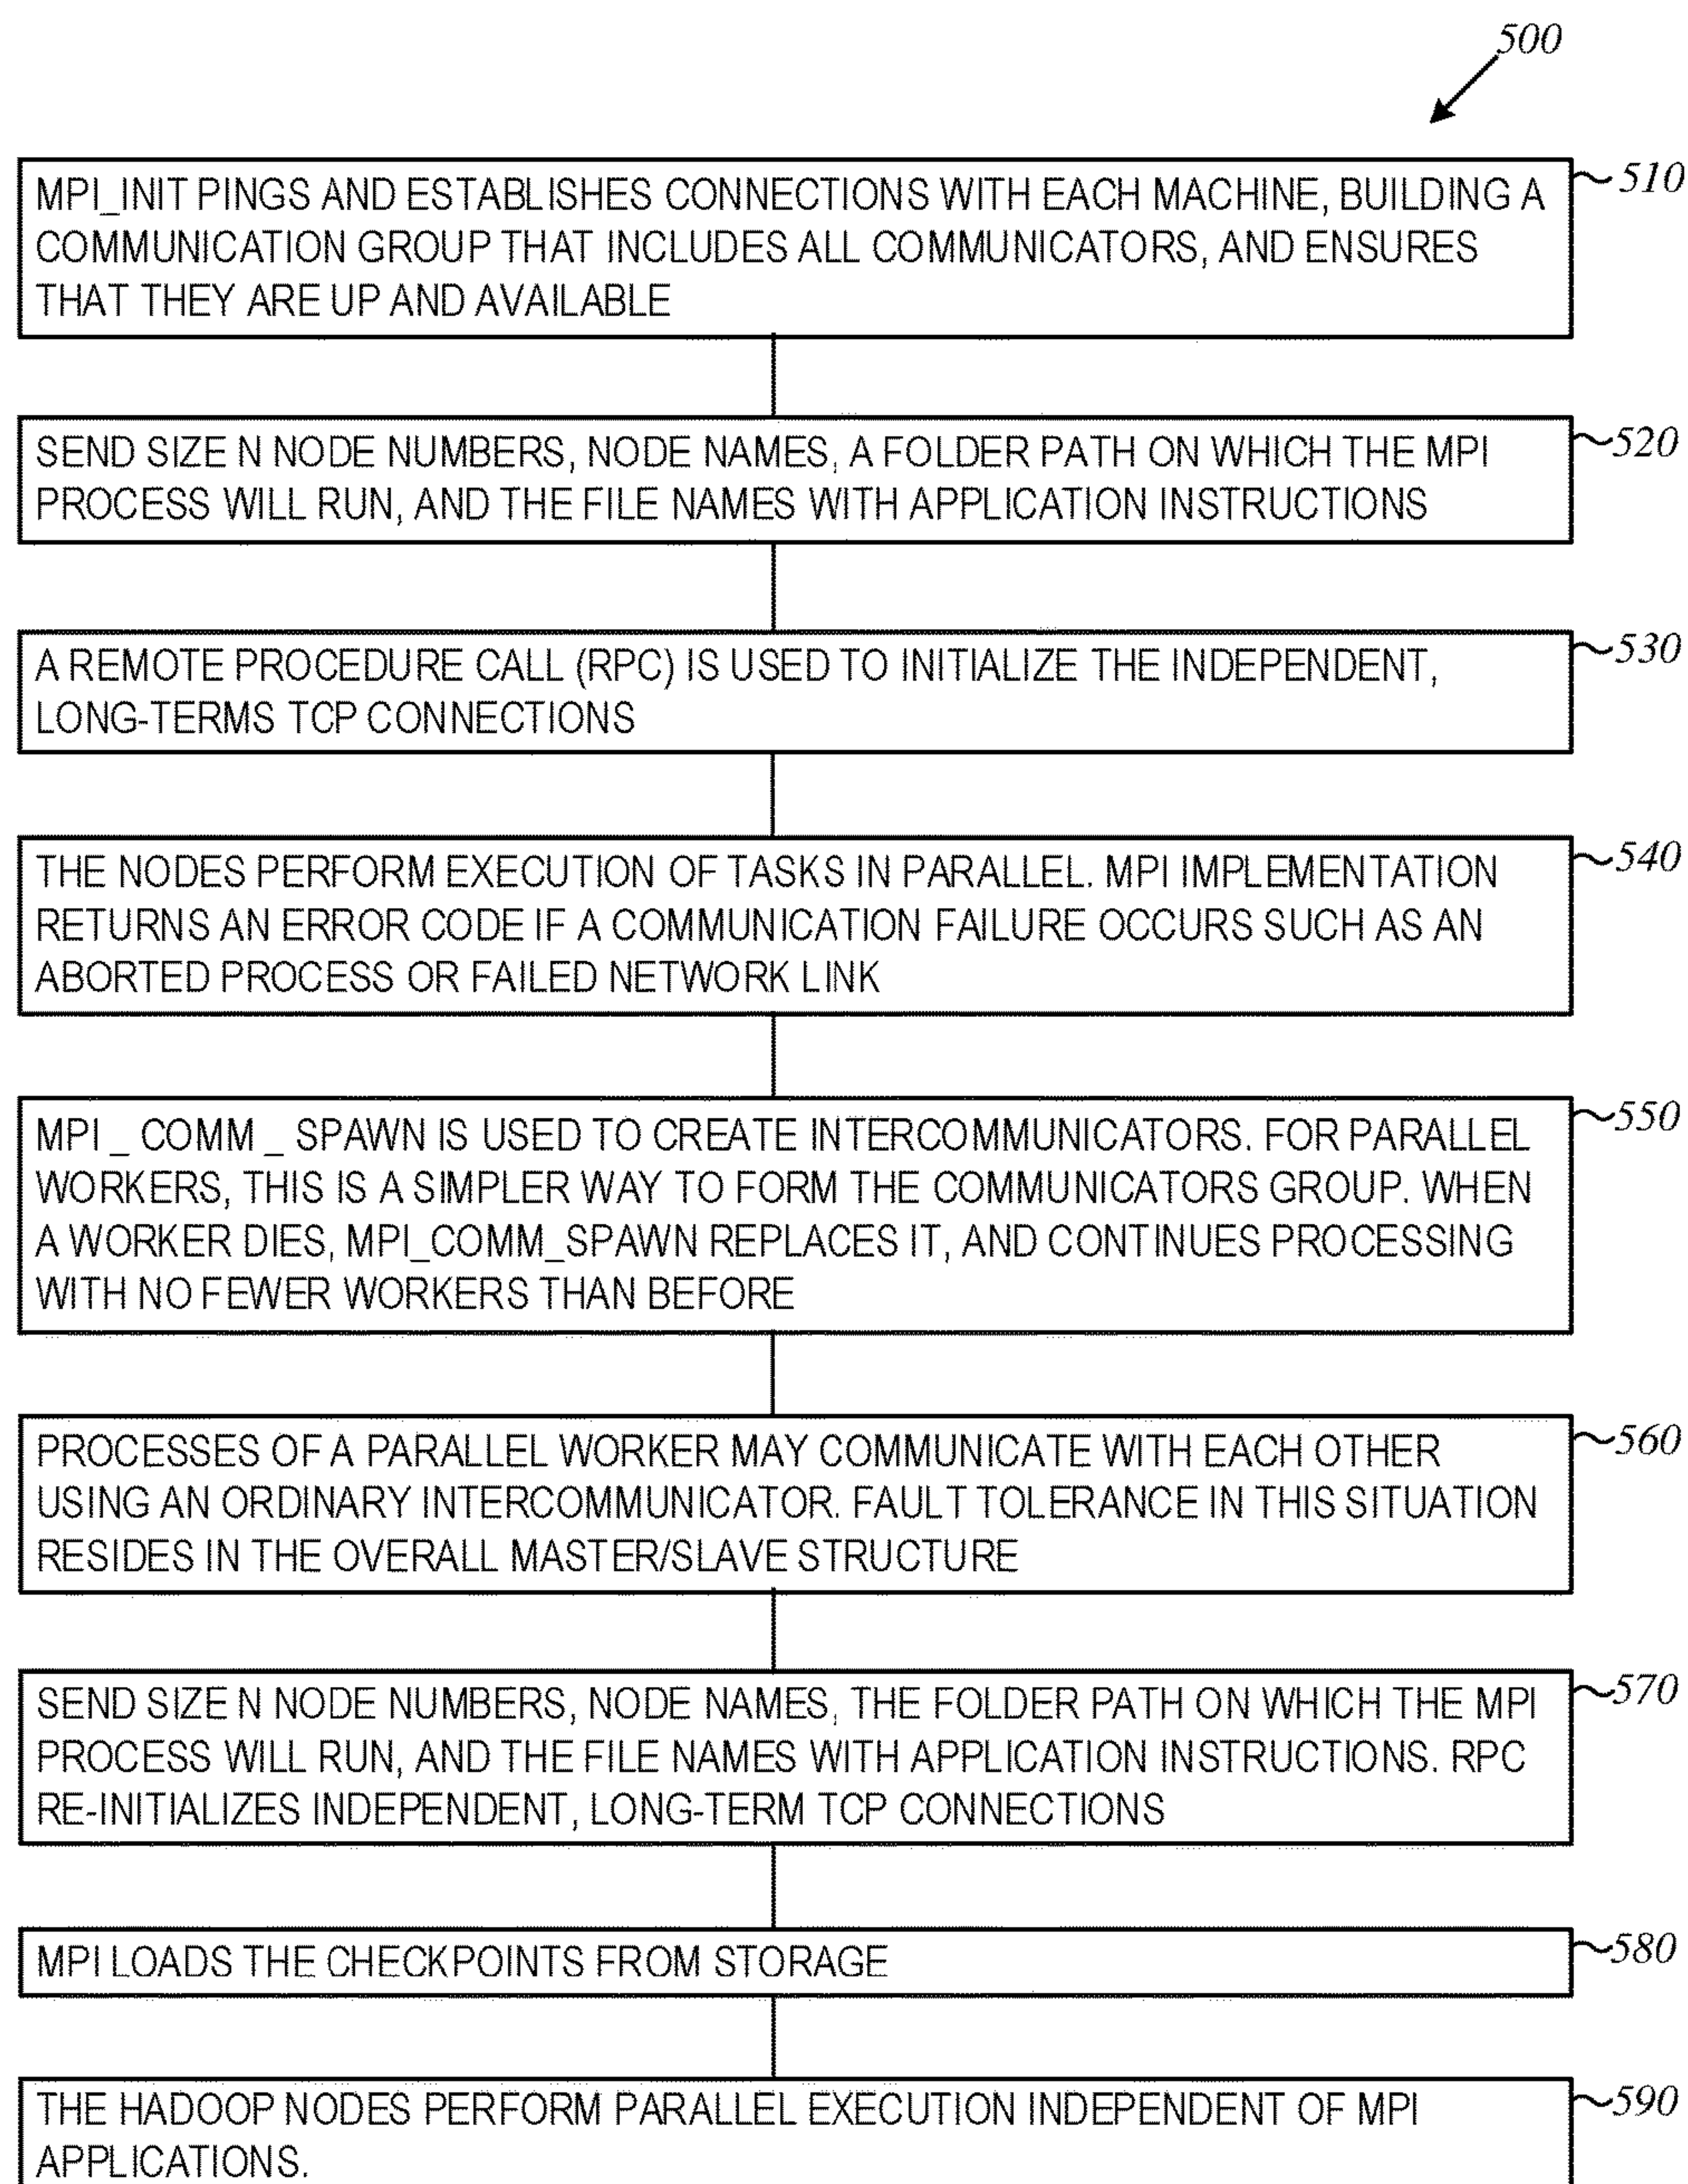 500
MPI_INIT PINGS AND ESTABLISHES CONNECTIONS WITH EACH MACHINE, BUILDING A
COMMUNICATION GROUP THAT INCLUDES ALL COMMUNICATORS, AND ENSURES
THAT THEY ARE UP AND AVAILABLE
510
SEND SIZE N NODE NUMBERS, NODE NAMES, A FOLDER PATH ON WHICH THE MPI
PROCESS WILL RUN, AND THE FILE NAMES WITH APPLICATION INSTRUCTIONS
520
A REMOTE PROCEDURE CALL (RPC) IS USED TO INITIALIZE THE INDEPENDENT,
LONG-TERMS TCP CONNECTIONS
530
THE NODES PERFORM EXECUTION OF TASKS IN PARALLEL. MPI IMPLEMENTATION
RETURNS AN ERROR CODE IF A COMMUNICATION FAILURE OCCURS SUCH AS AN
ABORTED PROCESS OR FAILED NETWORK LINK
540
MPI _ COMM _ SPAWN IS USED TO CREATE INTERCOMMUNICATORS. FOR PARALLEL
WORKERS, THIS IS A SIMPLER WAY TO FORM THE COMMUNICATORS GROUP. WHEN
A WORKER DIES, MPI_COMM_SPAWN REPLACES IT, AND CONTINUES PROCESSING
WITH NO FEWER WORKERS THAN BEFORE
550
PROCESSES OF A PARALLEL WORKER MAY COMMUNICATE WITH EACH OTHER
USING AN ORDINARY INTERCOMMUNICATOR. FAULT TOLERANCE IN THIS SITUATION
RESIDES IN THE OVERALL MASTER/SLAVE STRUCTURE
560
SEND SIZE N NODE NUMBERS, NODE NAMES, THE FOLDER PATH ON WHICH THE MPI
PROCESS WILL RUN, AND THE FILE NAMES WITH APPLICATION INSTRUCTIONS. RPC
RE-INITIALIZES INDEPENDENT, LONG-TERM TCP CONNECTIONS
570
MPI LOADS THE CHECKPOINTS FROM STORAGE
580
THE HADOOP NODES PERFORM PARALLEL EXECUTION INDEPENDENT OF MPI
APPLICATIONS.
590